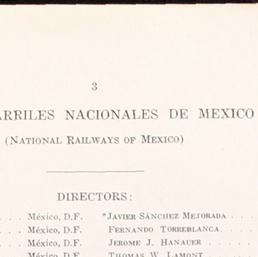 3
ARRILES NACIONALES DE MEXICO
(NATIONAL RAILWAYS OF MEXICO)
DIRECTORS:
. . . México, D.F. *JAVIER SÁNCHEZ MEJORADA . . . .
. . . México, D.F. FERNANDO TORREBLANCA. . . .
. . . México, D.F. JEROME J. HANAUER . . . .
. . . México, D.F. THOMAS W. LAMONT . . . .